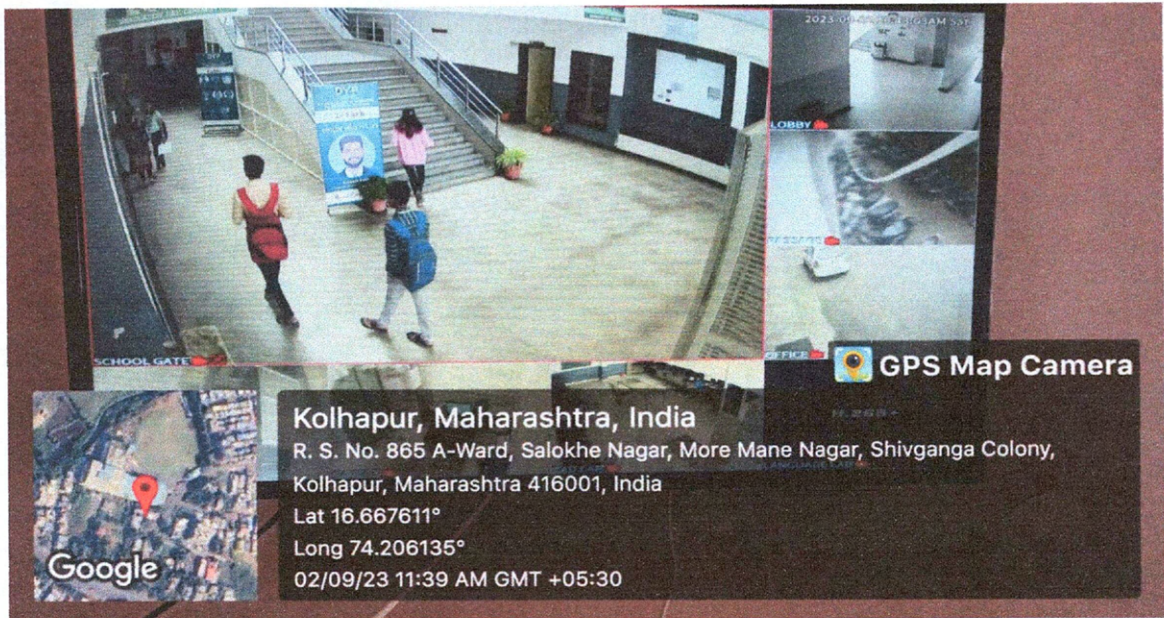 LOBBY
SCHOOL GATE
OFFICE
GPS Map Camera
H.265+
Kolhapur, Maharashtra, India
R. S. No. 865 A-Ward, Salokhe Nagar, More Mane Nagar, Shivganga Colony,
Kolhapur, Maharashtra 416001, India
Lat 16.667611°
Long 74.206135°
02/09/23 11:39 AM GMT +05:30
Google